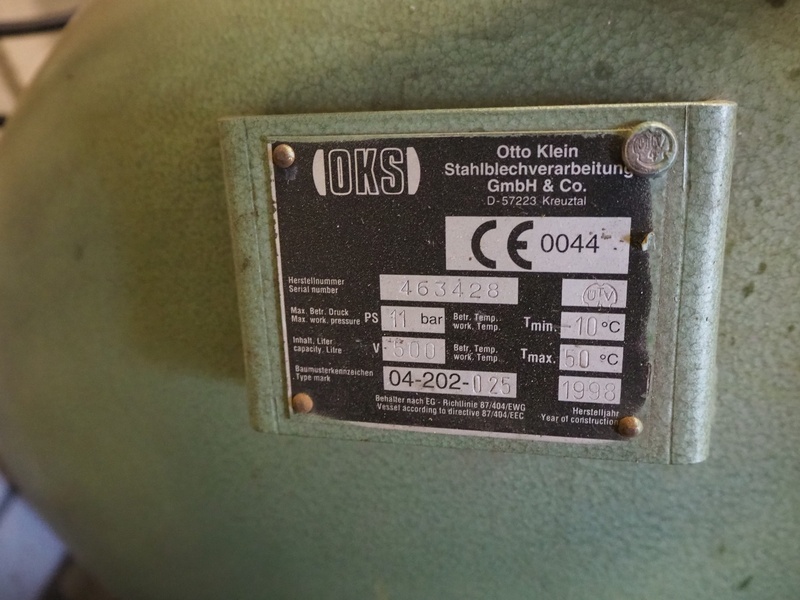 OKS
Otto Klein
Stahlblechverarbeitung
GmbH & Co.
D-57223 Kreuztal
CE 0044
Herstellnummer
Serial number
463428
Max. Betr. Druck
Max. work. pressure
PS 11 bar
Betr. Temp.
work. Temp.
Tmin. -10 °C
Inhalt. Liter
capacity. Litre
V 500
Betr. Temp.
work. Temp.
Tmax. 50 °C
Baumusterkennzeichen
Type mark
04-202-025
1998
Behälter nach EG - Richtlinie 87/404/EWG
Vessel according to directive 87/404/EEC
Herstelljahr
Year of construction